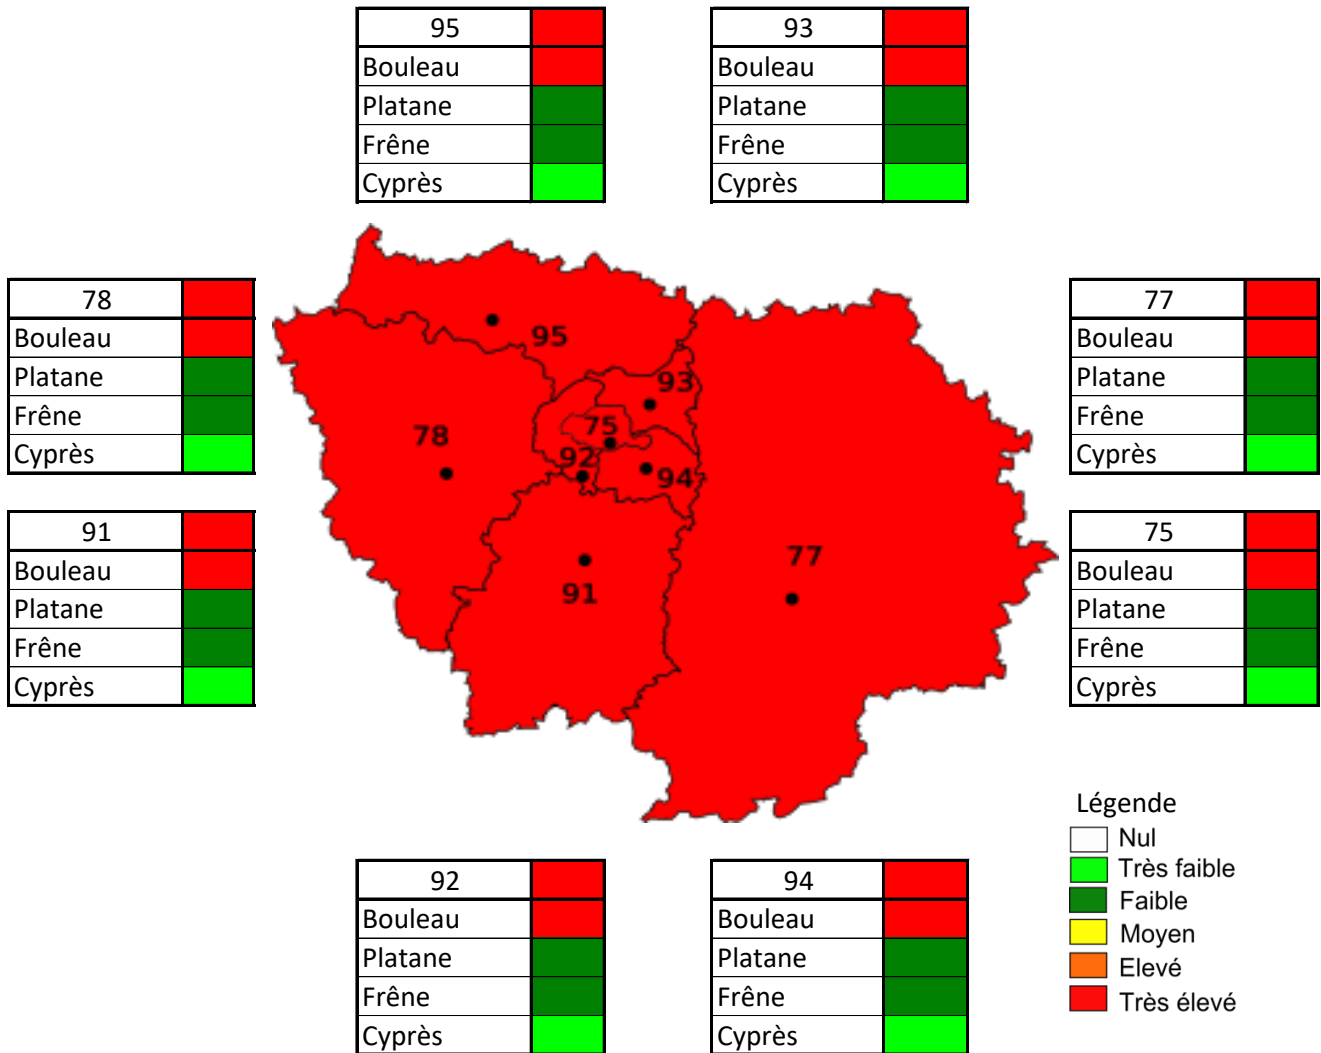 95
Bouleau
Platane
Frêne
Cyprès
93
Bouleau
Platane
Frêne
Cyprès
78
Bouleau
Platane
Frêne
Cyprès
91
Bouleau
Platane
Frêne
Cyprès
95
93
75
78
92
94
77
91
77
Bouleau
Platane
Frêne
Cyprès
75
Bouleau
Platane
Frêne
Cyprès
92
Bouleau
Platane
Frêne
Cyprès
94
Bouleau
Platane
Frêne
Cyprès
Légende
Nul
Très faible
Faible
Moyen
Elevé
Très élevé